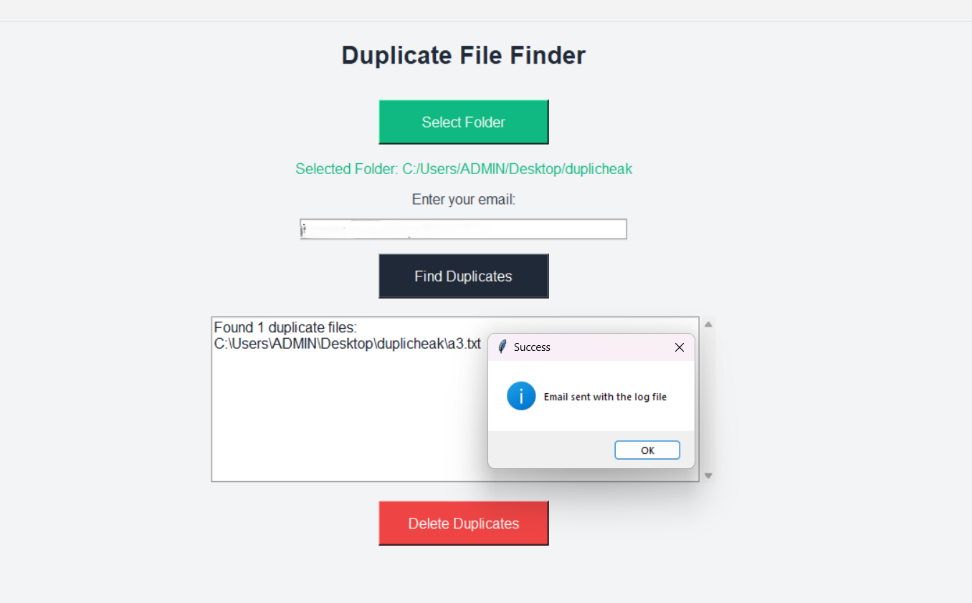 Duplicate File Finder
Select Folder
Selected Folder: C:/Users/ADMIN/Desktop/duplicheak
Enter your email:
Find Duplicates
Found 1 duplicate files:
C:\Users\ADMIN\Desktop\duplicheak\a3.txt
Success
Email sent with the log file
OK
Delete Duplicates